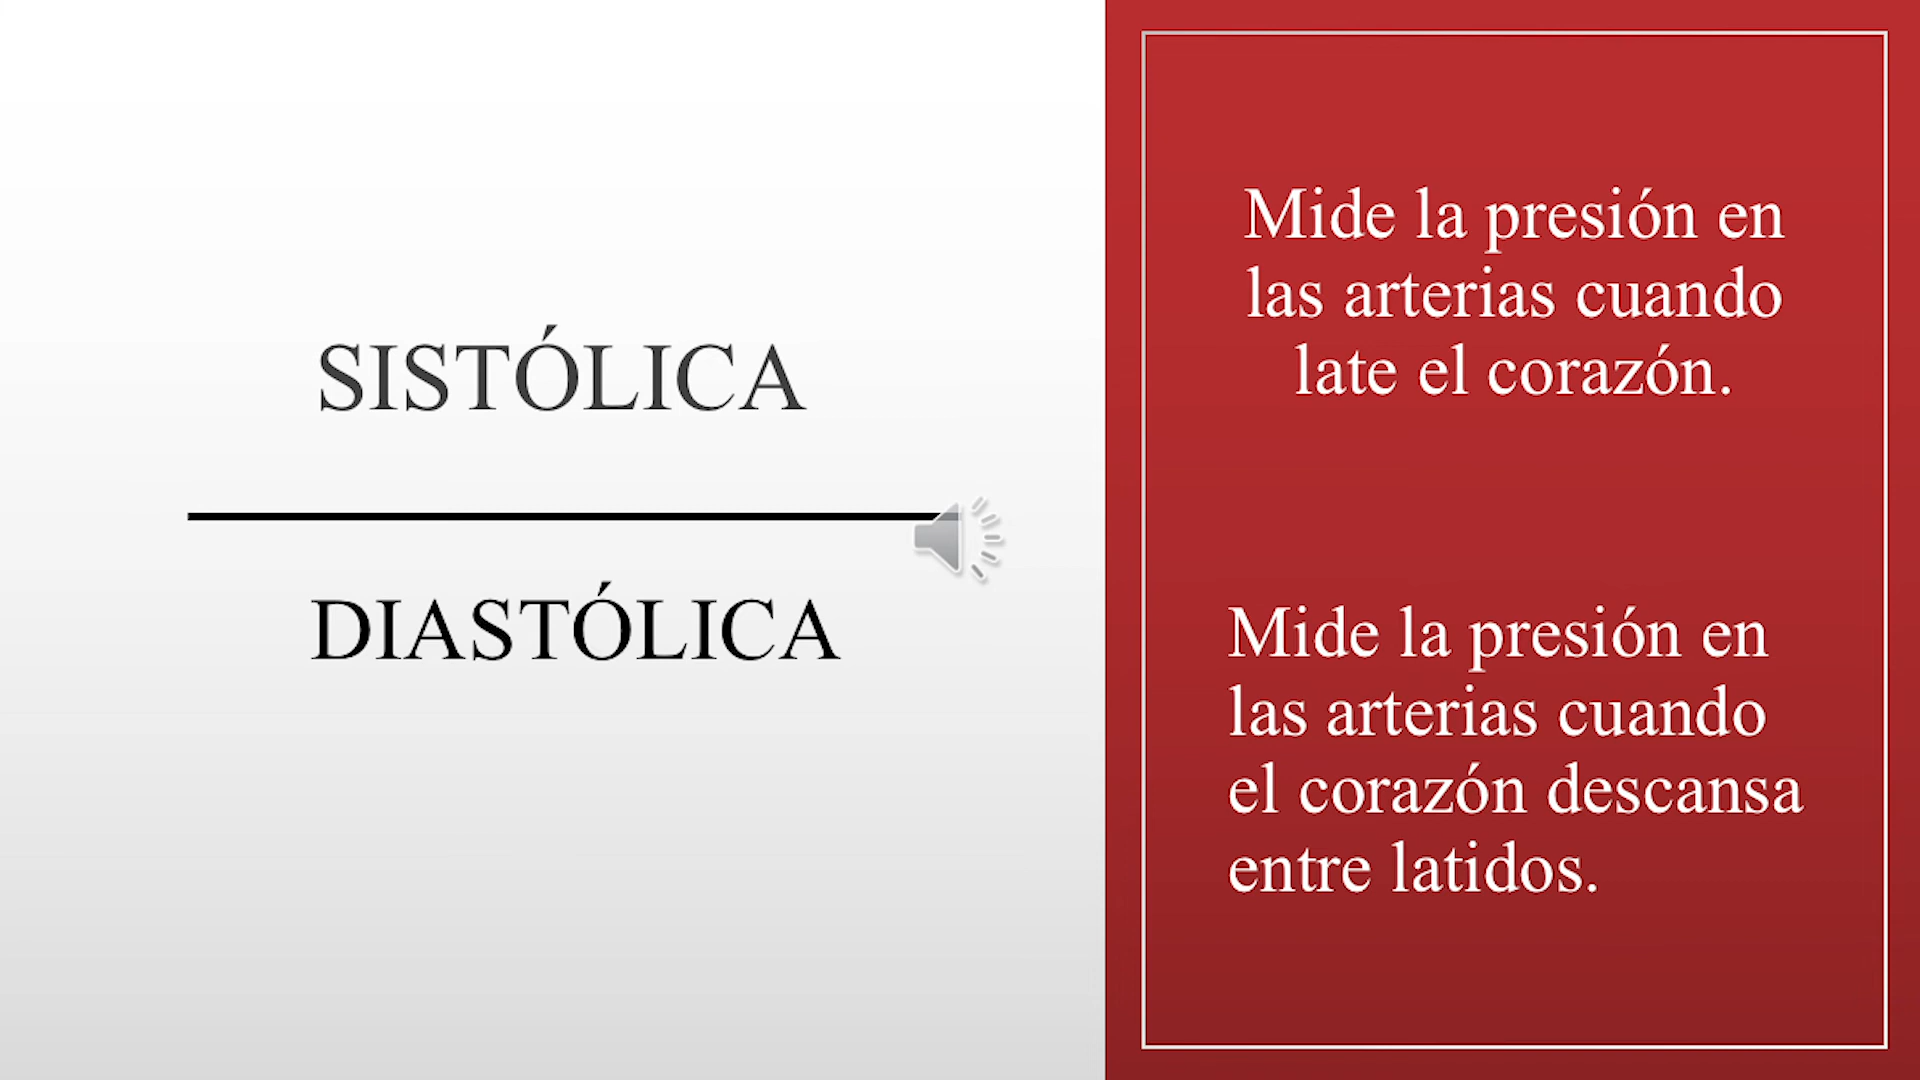 SISTÓLICA
DIASTÓLICA
Mide la presión en
las arterias cuando
late el corazón.
Mide la presión en
las arterias cuando
el corazón descansa
entre latidos.